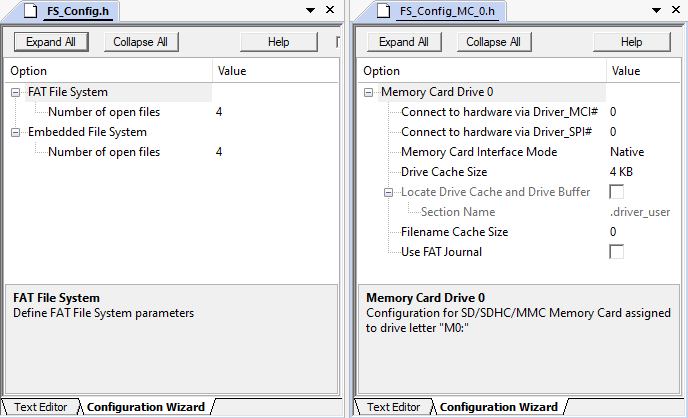 FS_Config.h
Expand All
Collapse All
Help
Option Value
FAT File System
Number of open files 4
Embedded File System
Number of open files 4
FAT File System
Define FAT File System parameters
Text Editor
Configuration Wizard
FS_Config_MC_0.h
Expand All
Collapse All
Help
Option Value
Memory Card Drive 0
Connect to hardware via Driver_MCI# 0
Connect to hardware via Driver_SPI# 0
Memory Card Interface Mode Native
Drive Cache Size 4 KB
Locate Drive Cache and Drive Buffer
Section Name .driver_user
Filename Cache Size 0
Use FAT Journal
Memory Card Drive 0
Configuration for SD/SDHC/MMC Memory Card assigned
to drive letter "M0:"
Text Editor
Configuration Wizard